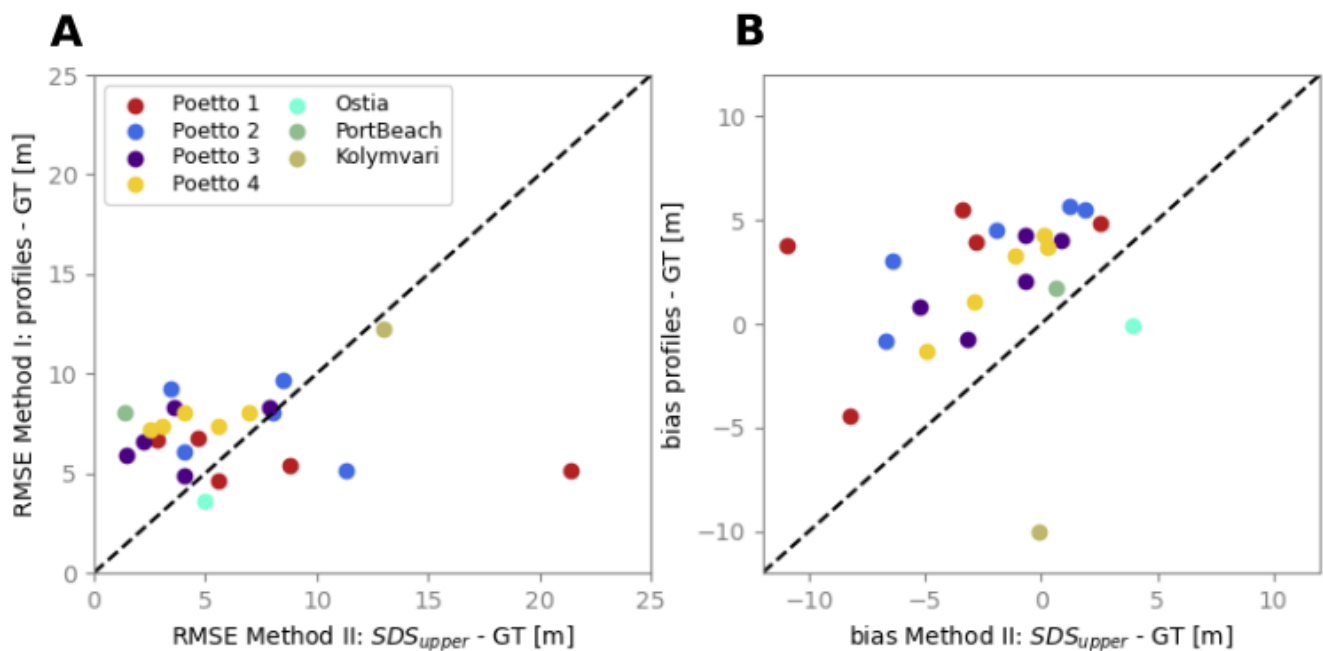 A
25
20
15
10
5
0
RMSE Method I: profiles - GT [m]
Poetto 1
Poetto 2
Poetto 3
Poetto 4
Ostia
PortBeach
Kolymvari
0 5 10 15 20 25
RMSE Method II: SDS_upper - GT [m]
B
10
5
0
−5
−10
bias profiles - GT [m]
−10 −5 0 5 10
bias Method II: SDS_upper - GT [m]